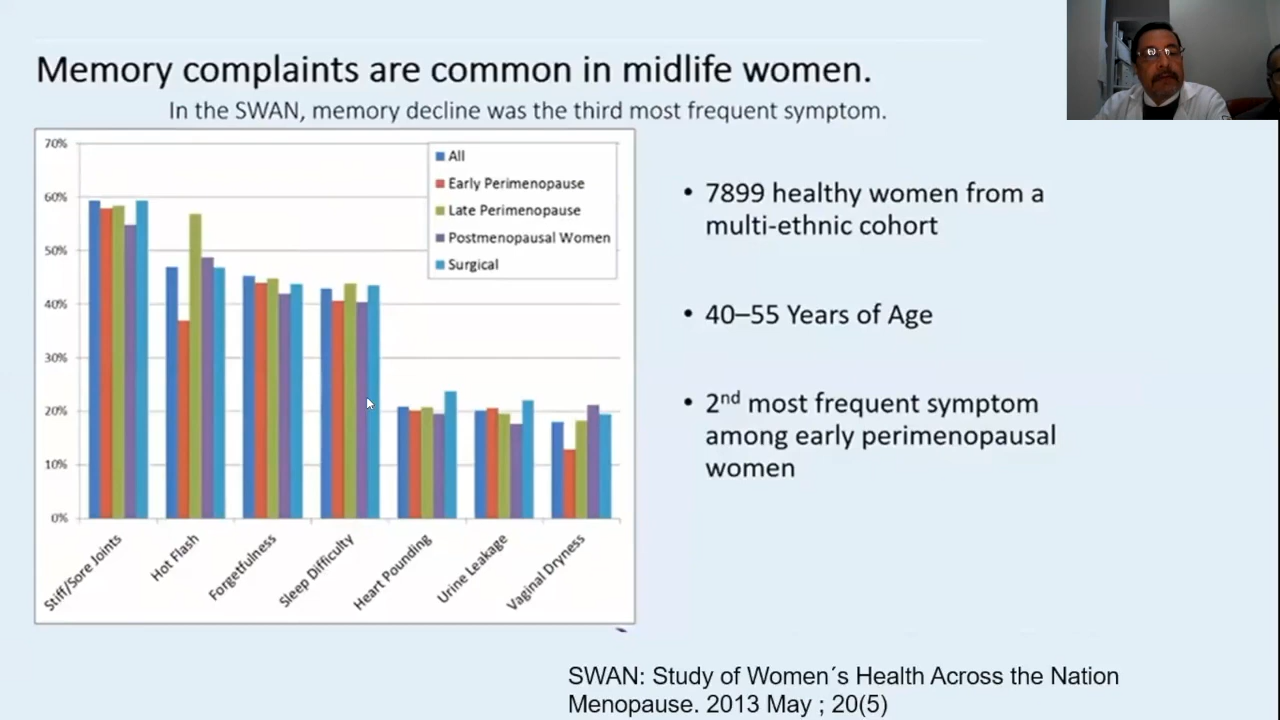 Memory complaints are common in midlife women.
In the SWAN, memory decline was the third most frequent symptom.
70%
60%
50%
40%
30%
20%
10%
0%
All
Early Perimenopause
Late Perimenopause
Postmenopausal Women
Surgical
Stiff/Sore Joints
Hot Flash
Forgetfulness
Sleep Difficulty
Heart Pounding
Urine Leakage
Vaginal Dryness
• 7899 healthy women from a
multi-ethnic cohort
• 40–55 Years of Age
• 2nd most frequent symptom
among early perimenopausal
women
SWAN: Study of Women´s Health Across the Nation
Menopause. 2013 May ; 20(5)